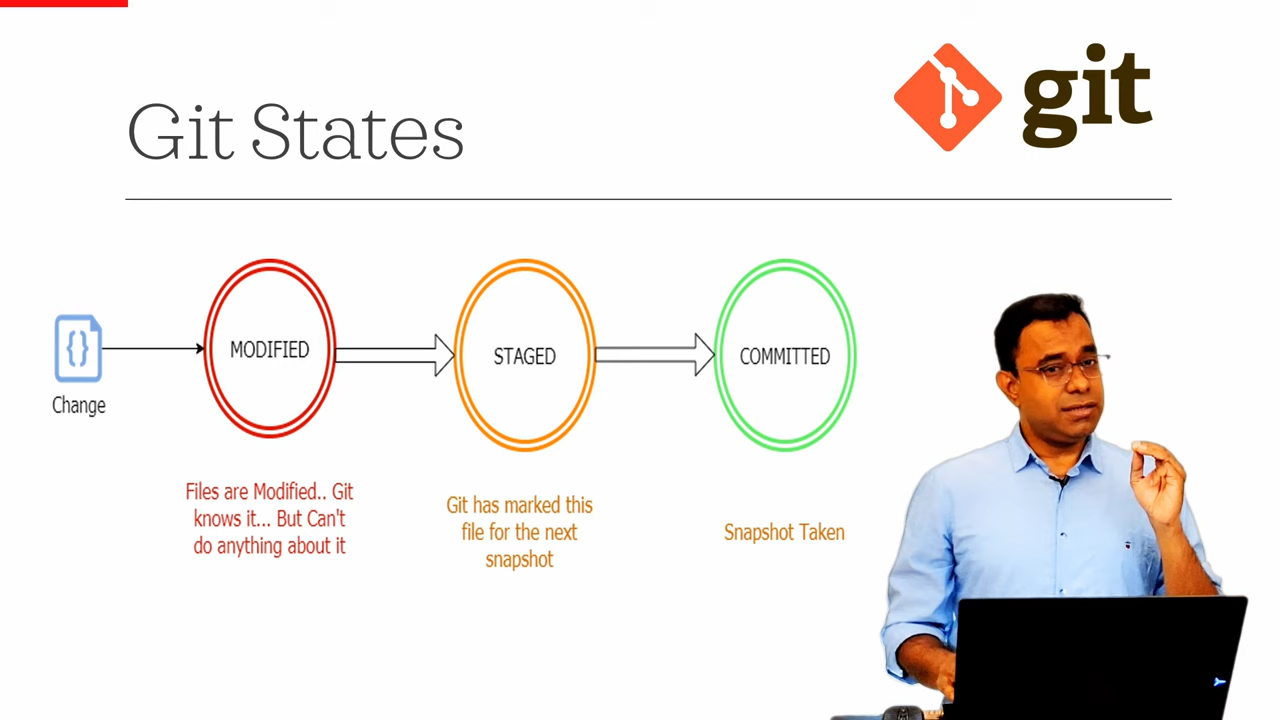 git
Git States
MODIFIED
STAGED
COMMITTED
Change
Files are Modified.. Git
knows it... But Can't
do anything about it
Git has marked this
file for the next
snapshot
Snapshot Taken